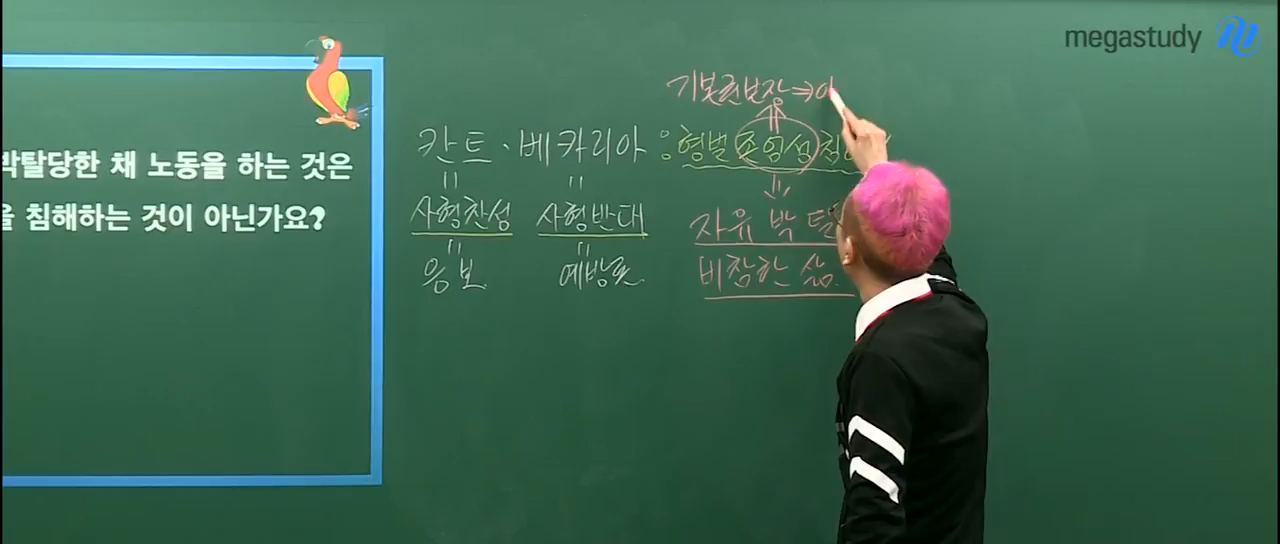 megastudy
박탈당한 채 노동을 하는 것은
을 침해하는 것이 아닌가요?
기본권보장⇒
칸트·베카리아 : 형벌 존엄성
사형찬성 사형반대
응보 예방론
자유 박탈
비참한 삶